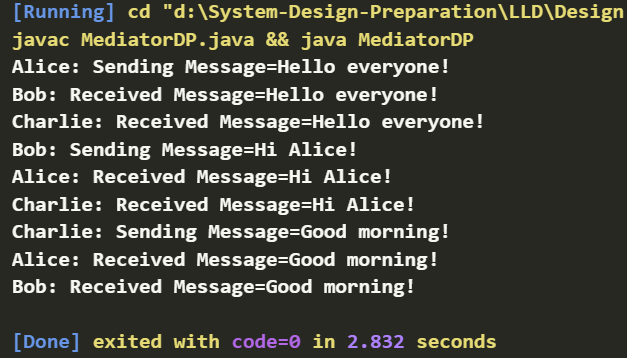 [Running] cd "d:\System-Design-Preparation\LLD\Design
javac MediatorDP.java && java MediatorDP
Alice: Sending Message=Hello everyone!
Bob: Received Message=Hello everyone!
Charlie: Received Message=Hello everyone!
Bob: Sending Message=Hi Alice!
Alice: Received Message=Hi Alice!
Charlie: Received Message=Hi Alice!
Charlie: Sending Message=Good morning!
Alice: Received Message=Good morning!
Bob: Received Message=Good morning!
[Done] exited with code=0 in 2.832 seconds